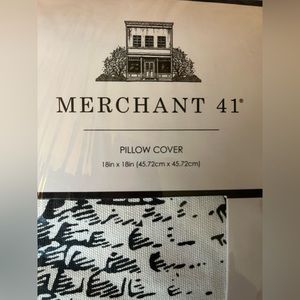 MERCHANT 41®
PILLOW COVER
18in x 18in (45.72cm x 45.72cm)